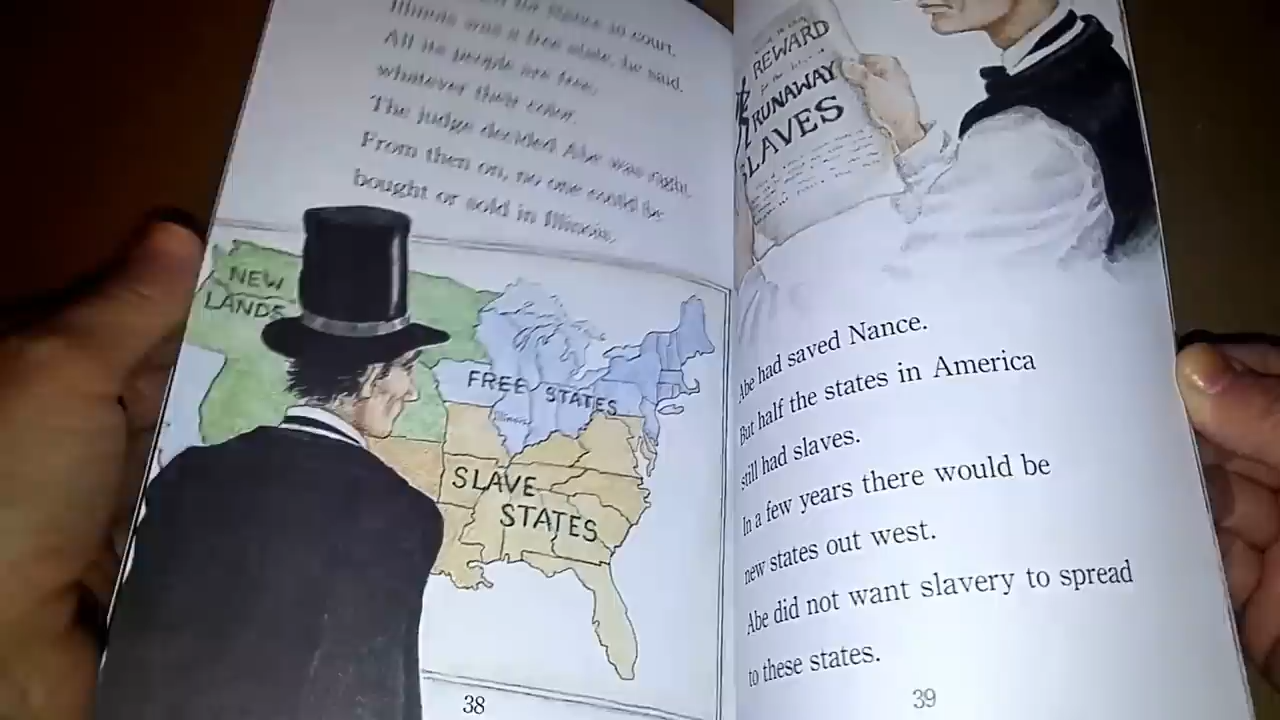 to court.
Illinois was a free state, he said.
All its people are free,
whatever their color.
The judge decided Abe was right.
From then on, no one could be
bought or sold in Illinois.
NEW
LANDS
FREE STATES
Illinois
SLAVE
STATES
38
REWARD
RUNAWAY
SLAVES
Abe had saved Nance.
But half the states in America
still had slaves.
In a few years there would be
new states out west.
Abe did not want slavery to spread
to these states.
39